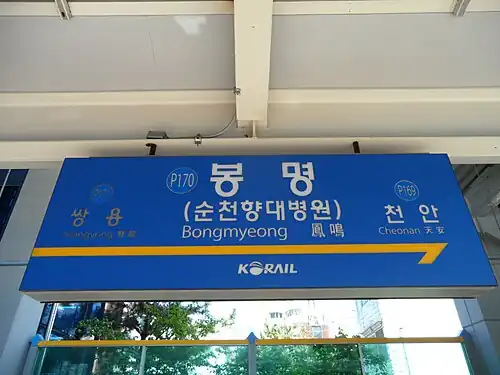 P170 봉명
(순천향대병원)
Bongmyeong 鳳鳴
쌍용
P169
천안
Cheonan 天安
KORAIL